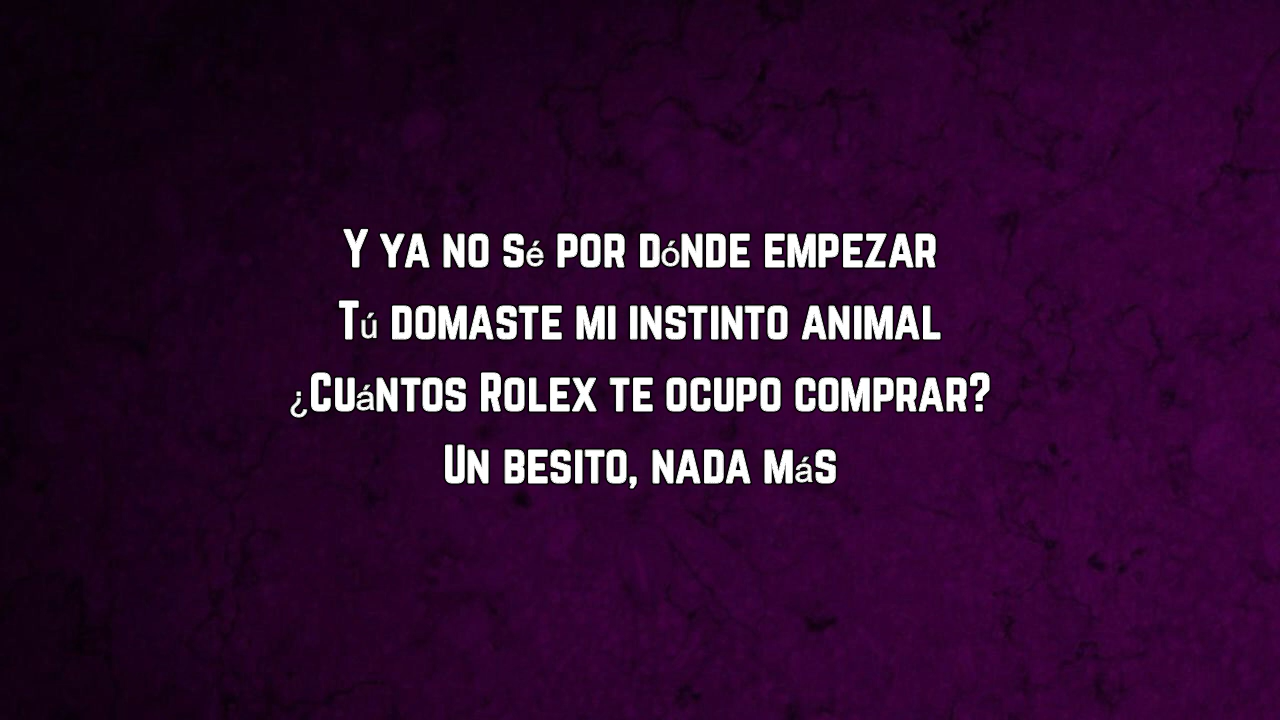 Y ya no sé por dónde empezar
Tú domaste mi instinto animal
¿Cuántos Rolex te ocupo comprar?
Un besito, nada más